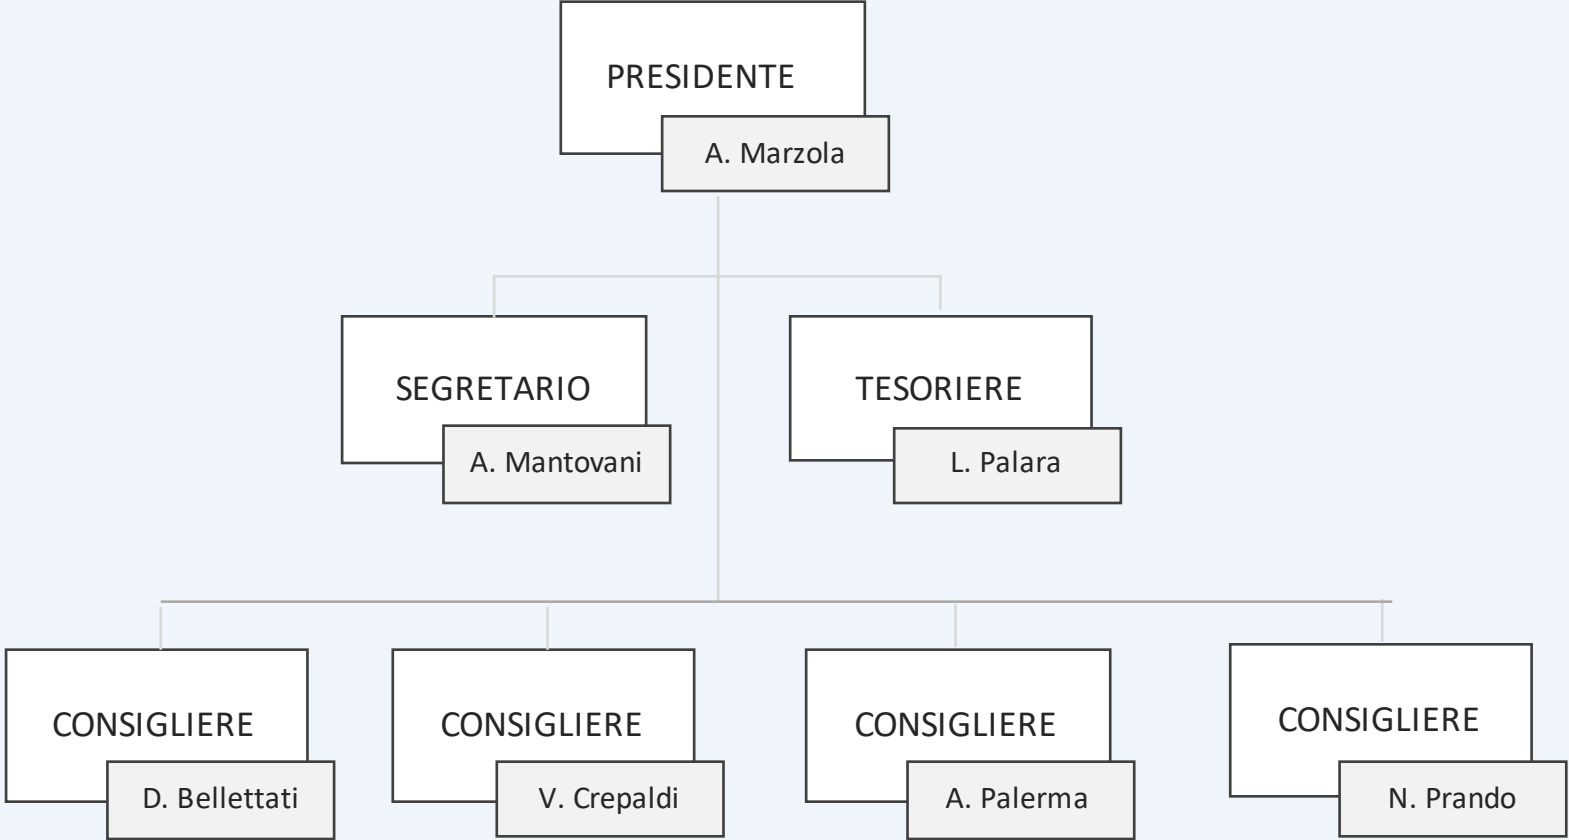 PRESIDENTE
A. Marzola
SEGRETARIO
A. Mantovani
TESORIERE
L. Palara
CONSIGLIERE
D. Bellettati
CONSIGLIERE
V. Crepaldi
CONSIGLIERE
A. Palerma
CONSIGLIERE
N. Prando